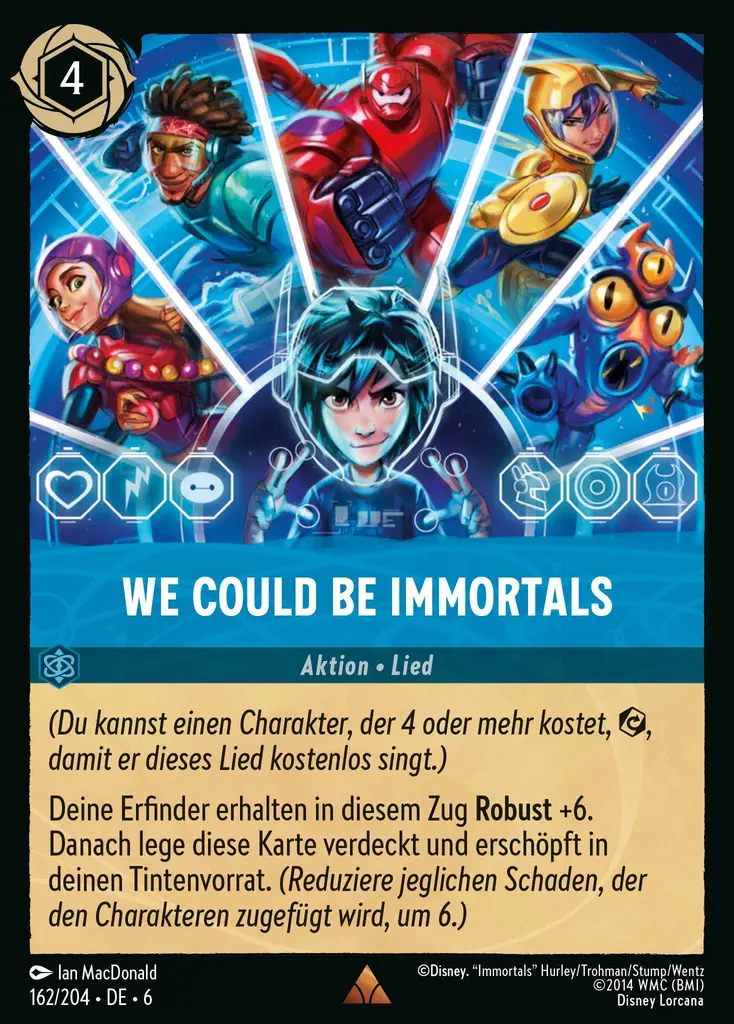 4
WE COULD BE IMMORTALS
Aktion • Lied
(Du kannst einen Charakter, der 4 oder mehr kostet, ,
damit er dieses Lied kostenlos singt.)
Deine Erfinder erhalten in diesem Zug Robust +6.
Danach lege diese Karte verdeckt und erschöpft in
deinen Tintenvorrat. (Reduziere jeglichen Schaden, der
den Charakteren zugefügt wird, um 6.)
Ian MacDonald
162/204 • DE • 6
©Disney. “Immortals” Hurley/Trohman/Stump/Wentz
©2014 WMC (BMI)
Disney Lorcana